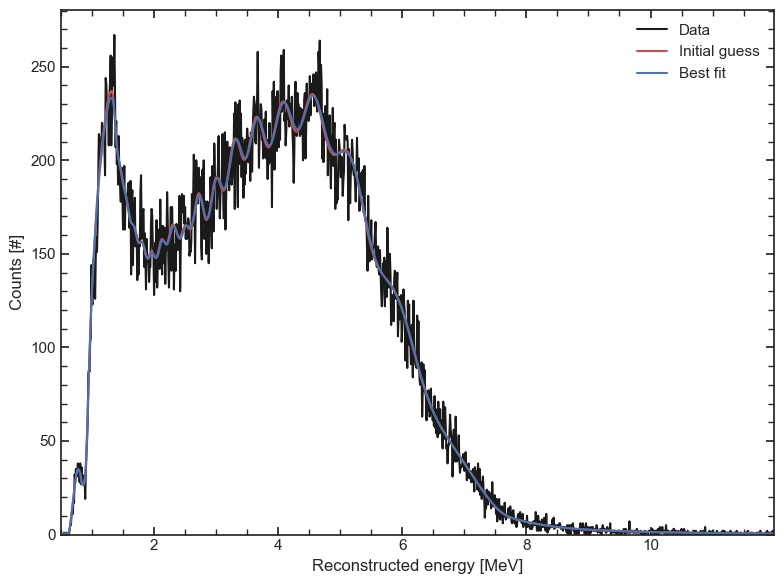 Data
Initial guess
Best fit
250
200
150
100
50
0
Counts [#]
2 4 6 8 10
Reconstructed energy [MeV]